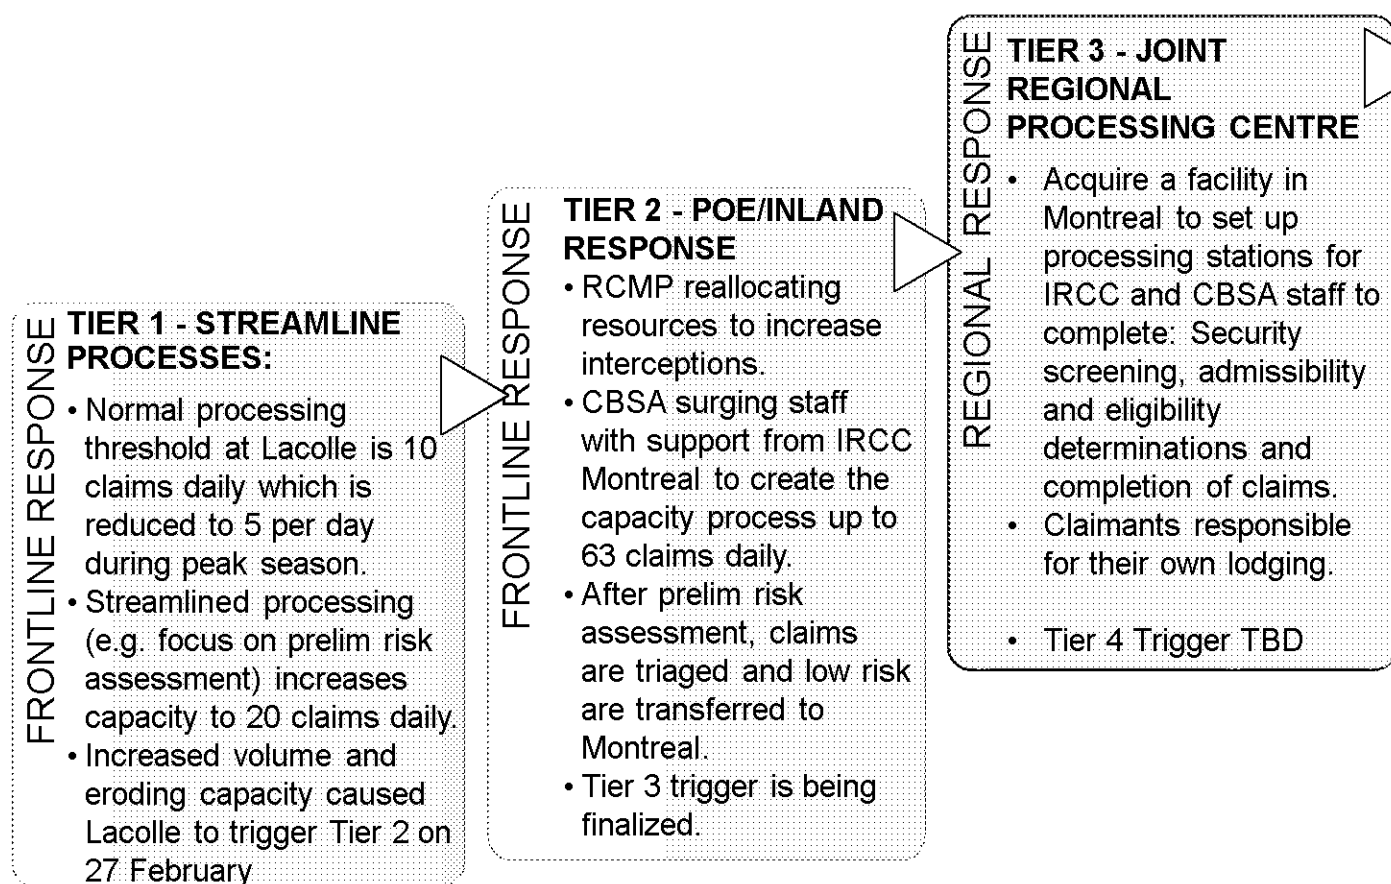 FRONTLINE RESPONSE
TIER 1 - STREAMLINE
PROCESSES:
• Normal processing
threshold at Lacolle is 10
claims daily which is
reduced to 5 per day
during peak season.
• Streamlined processing
(e.g. focus on prelim risk
assessment) increases
capacity to 20 claims daily.
• Increased volume and
eroding capacity caused
Lacolle to trigger Tier 2 on
27 February
FRONTLINE RESPONSE
TIER 2 - POE/INLAND
RESPONSE
• RCMP reallocating
resources to increase
interceptions.
• CBSA surging staff
with support from IRCC
Montreal to create the
capacity process up to
63 claims daily.
• After prelim risk
assessment, claims
are triaged and low risk
are transferred to
Montreal.
• Tier 3 trigger is being
finalized.
REGIONAL RESPONSE
TIER 3 - JOINT
REGIONAL
PROCESSING CENTRE
• Acquire a facility in
Montreal to set up
processing stations for
IRCC and CBSA staff to
complete: Security
screening, admissibility
and eligibility
determinations and
completion of claims.
• Claimants responsible
for their own lodging.
• Tier 4 Trigger TBD